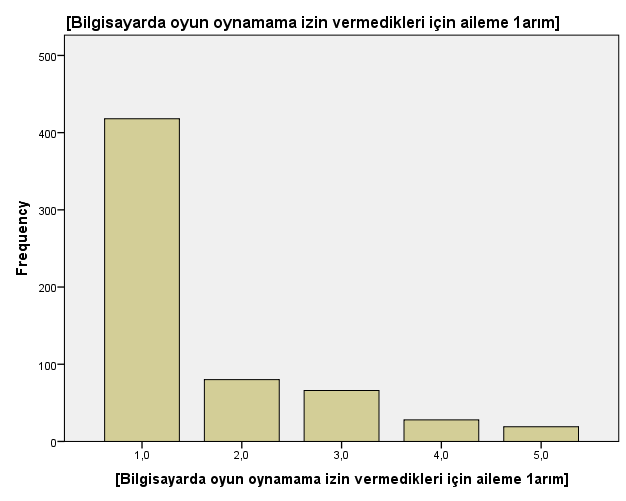 [Bilgisayarda oyun oynamama izin vermedikleri için aileme 1arım]
500
400
300
200
100
0
Frequency
1,0 2,0 3,0 4,0 5,0
[Bilgisayarda oyun oynamama izin vermedikleri için aileme 1arım]